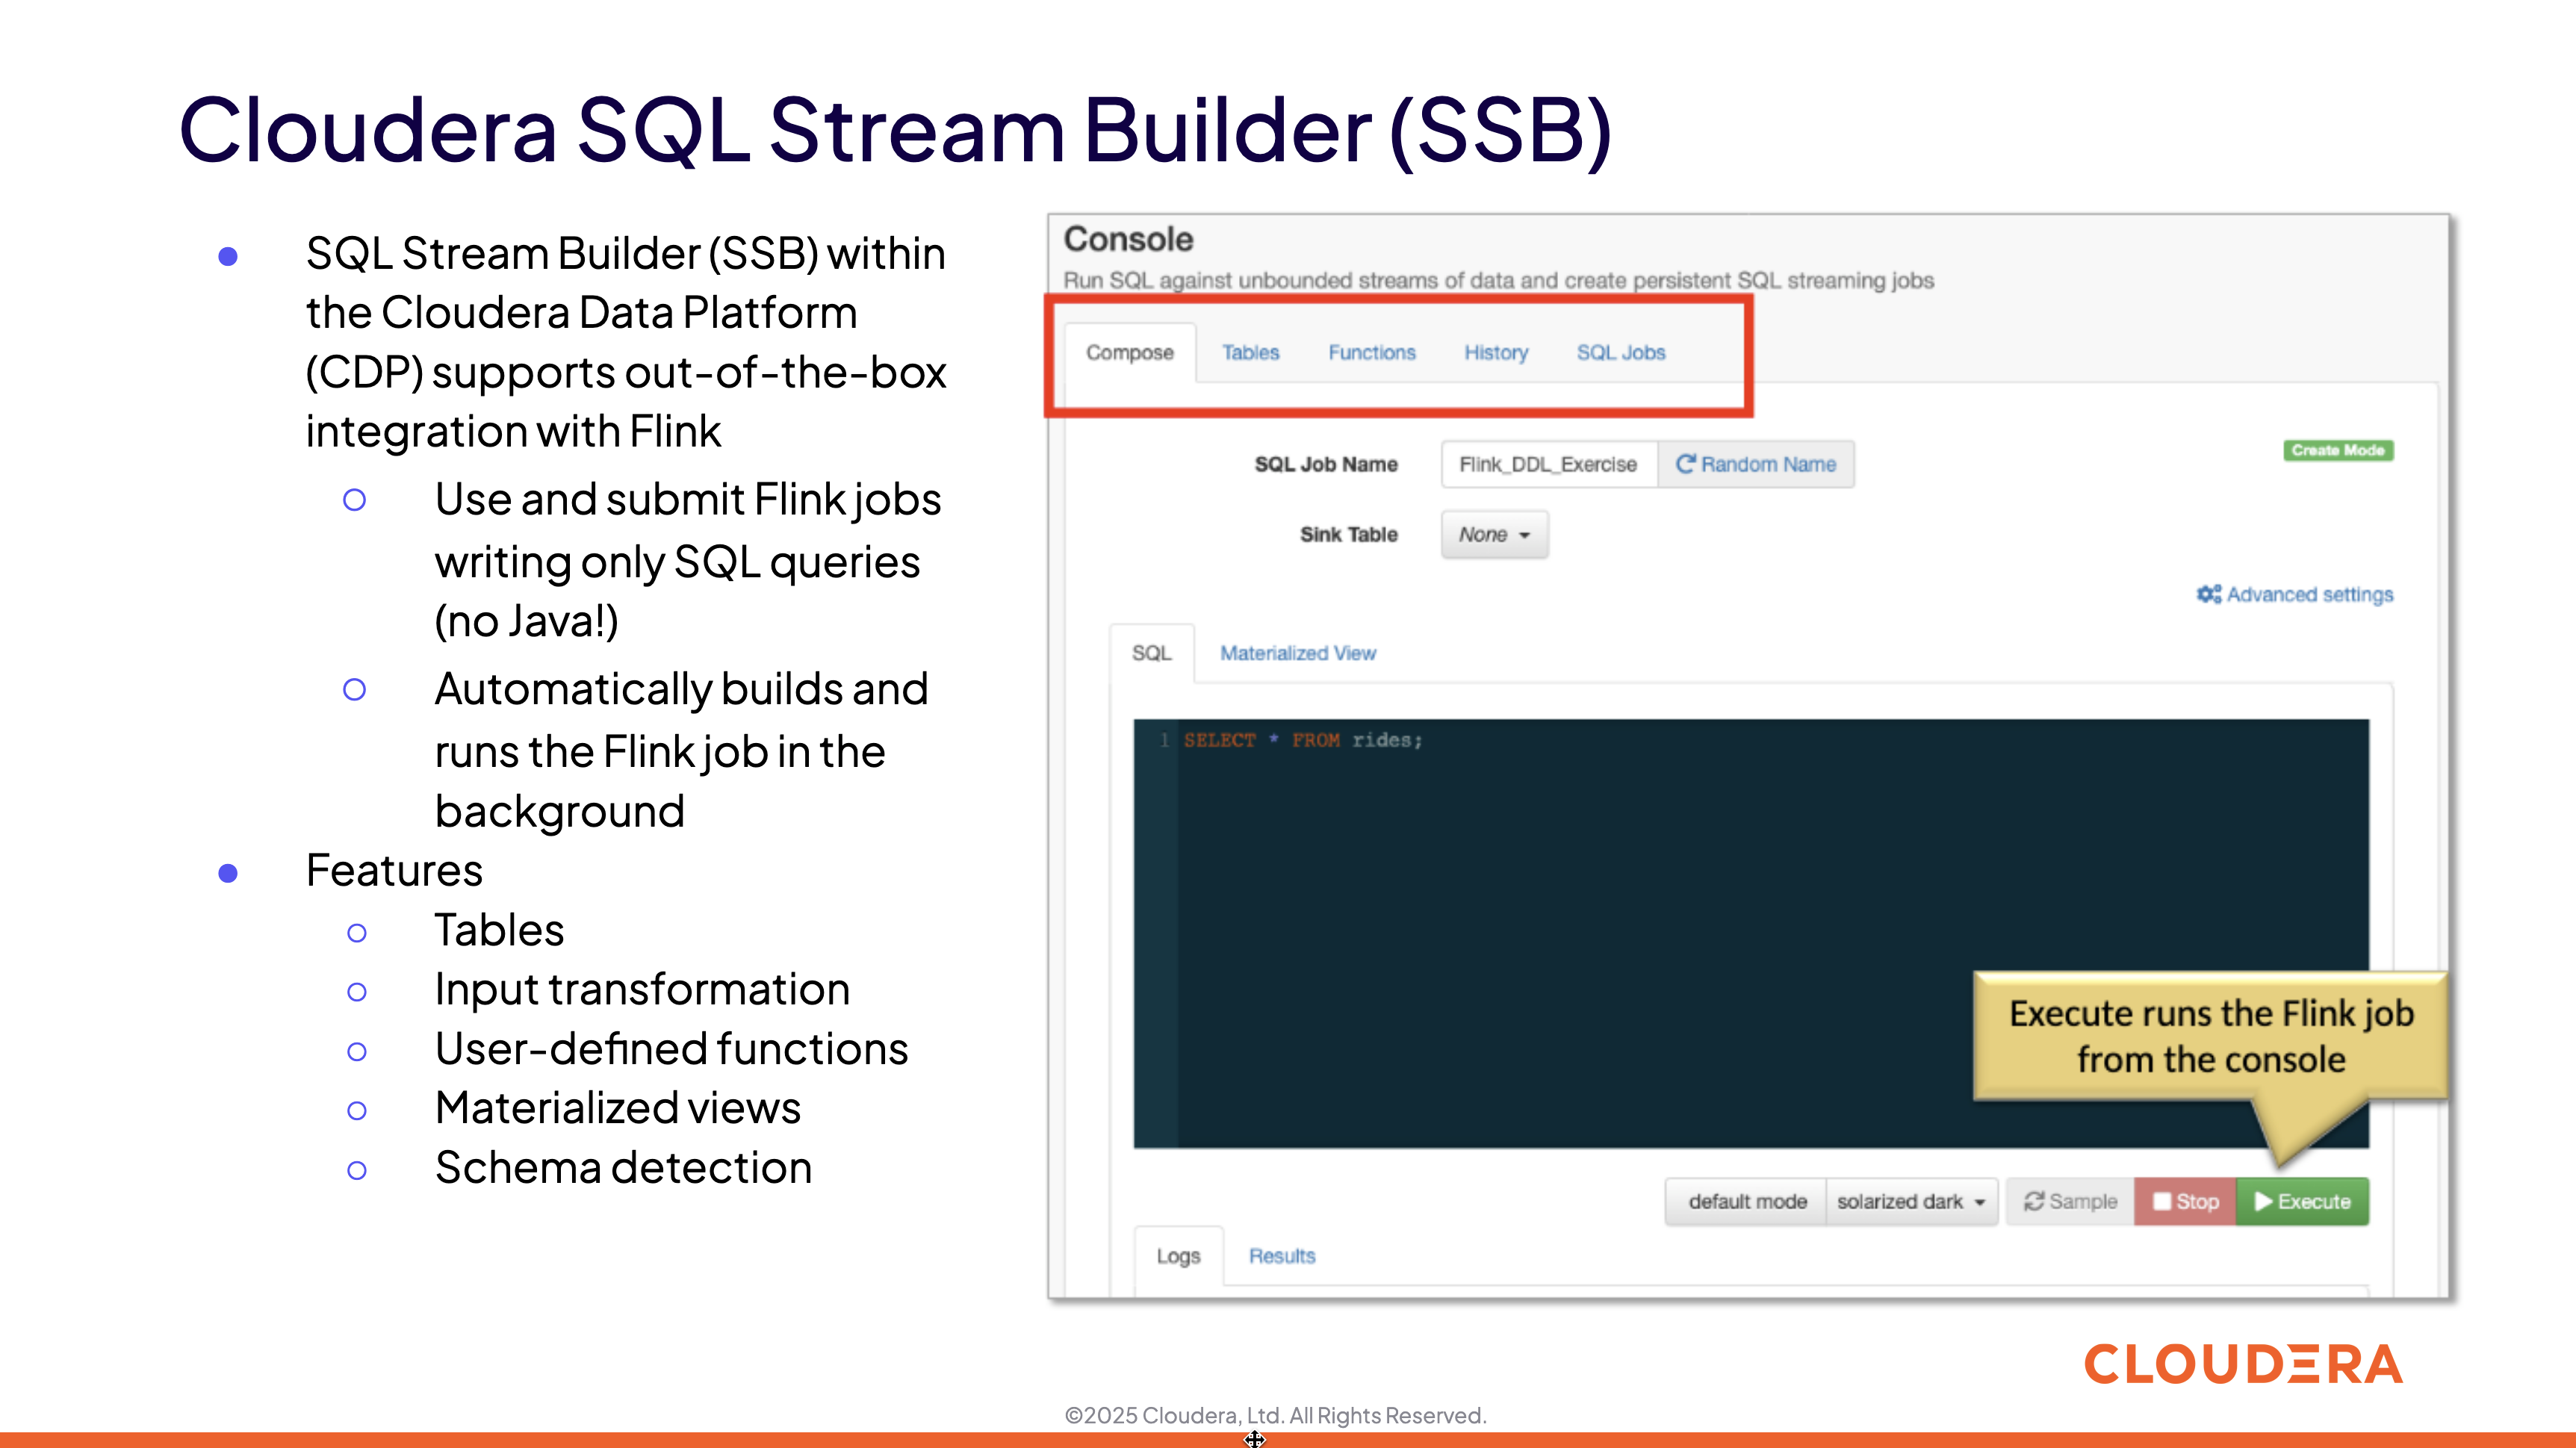 Cloudera SQL Stream Builder (SSB)
SQL Stream Builder (SSB) within
the Cloudera Data Platform
(CDP) supports out-of-the-box
integration with Flink
Use and submit Flink jobs
writing only SQL queries
(no Java!)
Automatically builds and
runs the Flink job in the
background
Features
Tables
Input transformation
User-defined functions
Materialized views
Schema detection
Console
Run SQL against unbounded streams of data and create persistent SQL streaming jobs
Compose Tables Functions History SQL Jobs
SQL Job Name Flink_DDL_Exercise Random Name Create Mode
Sink Table None
Advanced settings
SQL Materialized View
1 SELECT * FROM rides;
Execute runs the Flink job
from the console
default mode solarized dark Sample Stop Execute
Logs Results
CLOUDERA
©2025 Cloudera, Ltd. All Rights Reserved.